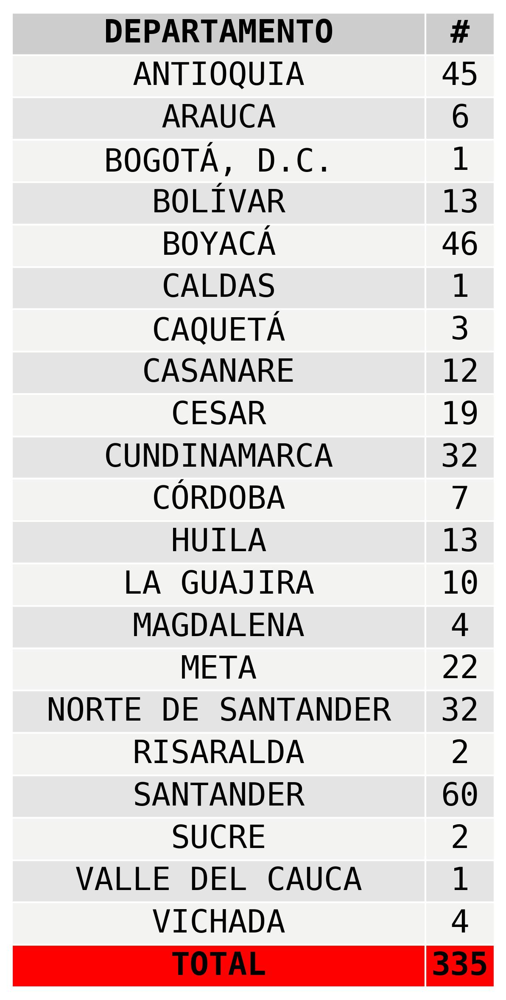 DEPARTAMENTO #
ANTIOQUIA 45
ARAUCA 6
BOGOTÁ, D.C. 1
BOLÍVAR 13
BOYACÁ 46
CALDAS 1
CAQUETÁ 3
CASANARE 12
CESAR 19
CUNDINAMARCA 32
CÓRDOBA 7
HUILA 13
LA GUAJIRA 10
MAGDALENA 4
META 22
NORTE DE SANTANDER 32
RISARALDA 2
SANTANDER 60
SUCRE 2
VALLE DEL CAUCA 1
VICHADA 4
TOTAL 335